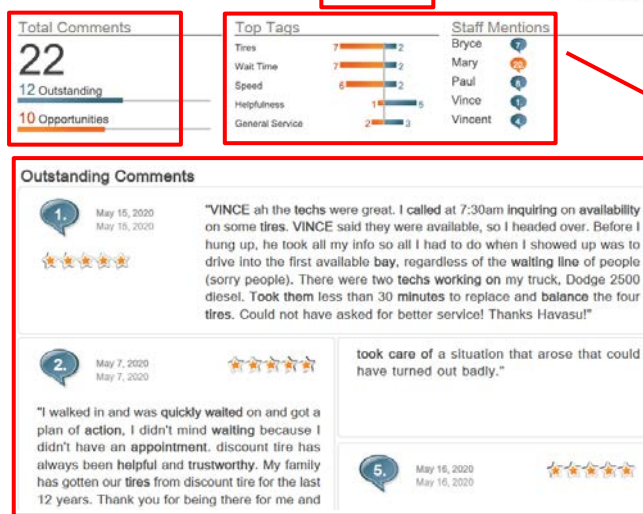 Total Comments
22
12 Outstanding
10 Opportunities
Top Tags
Tires 7 2
Wait Time 7 2
Speed 6 2
Helpfulness 1 5
General Service 2 3
Staff Mentions
Bryce 7
Mary 20
Paul
Vince 1
Vincent 4
Outstanding Comments
1.
May 15, 2020
May 15, 2020
"VINCE ah the techs were great. I called at 7:30am inquiring on availability
on some tires. VINCE said they were available, so I headed over. Before I
hung up, he took all my info so all I had to do when I showed up was to
drive into the first available bay, regardless of the waiting line of people
(sorry people). There were two techs working on my truck, Dodge 2500
diesel. Took them less than 30 minutes to replace and balance the four
tires. Could not have asked for better service! Thanks Havasu!"
2.
May 7, 2020
May 7, 2020
"I walked in and was quickly waited on and got a
plan of action, I didn't mind waiting because I
didn't have an appointment. discount tire has
always been helpful and trustworthy. My family
has gotten our tires from discount tire for the last
12 years. Thank you for being there for me and
took care of a situation that arose that could
have turned out badly."
5.
May 16, 2020
May 16, 2020